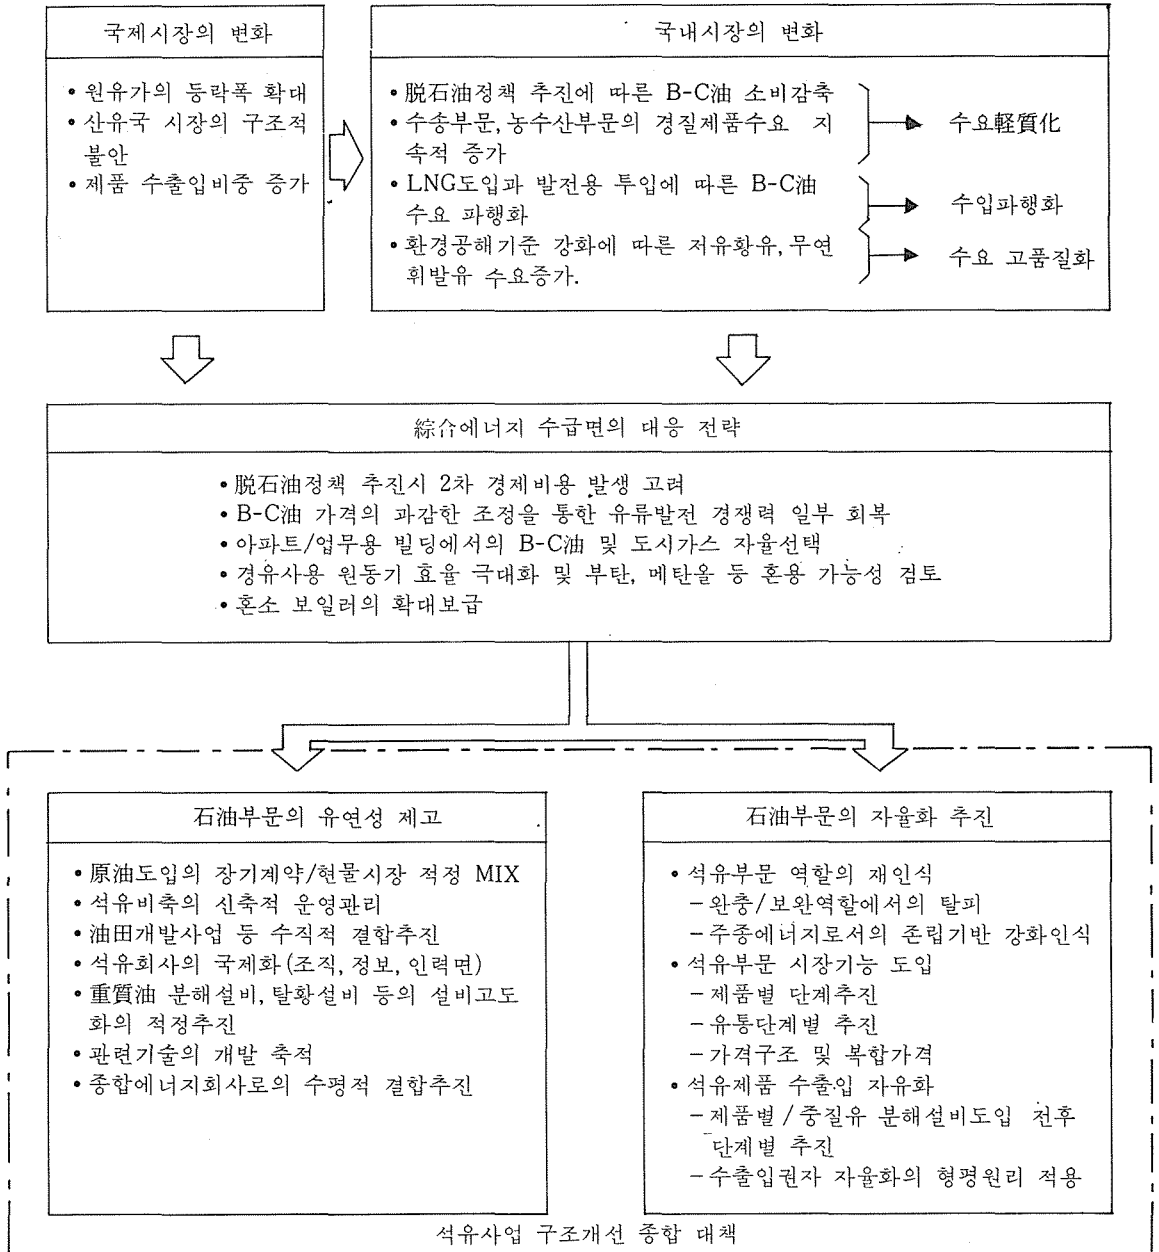 국제시장의 변화
• 원유가의 등락폭 확대
• 산유국 시장의 구조적
불안
• 제품 수출입비중 증가
국내시장의 변화
• 脱石油정책 추진에 따른 B-C油 소비감축
• 수송부문, 농수산부문의 경질제품수요 지
속적 증가
수요軽質化
• LNG도입과 발전용 투입에 따른 B-C油
수요 파행화
수입파행화
• 환경공해기준 강화에 따른 저유황유, 무연
휘발유 수요증가.
수요 고품질화
綜合에너지 수급면의 대응 전략
• 脱石油정책 추진시 2차 경제비용 발생 고려
• B-C油 가격의 과감한 조정을 통한 유류발전 경쟁력 일부 회복
• 아파트/업무용 빌딩에서의 B-C油 및 도시가스 자율선택
• 경유사용 원동기 효율 극대화 및 부탄, 메탄올 등 혼용 가능성 검토
• 혼소 보일러의 확대보급
石油부문의 유연성 제고
• 原油도입의 장기계약/현물시장 적정 MIX
• 석유비축의 신축적 운영관리
• 油田개발사업 등 수직적 결합추진
• 석유회사의 국제화 (조직, 정보, 인력면)
• 重質油 분해설비, 탈황설비 등의 설비고도
화의 적정추진
• 관련기술의 개발 축적
• 종합에너지회사로의 수평적 결합추진
石油부문의 자율화 추진
• 석유부문 역할의 재인식
－완충/보완역할에서의 탈피
－주종에너지로서의 존립기반 강화인식
• 석유부문 시장기능 도입
－제품별 단계추진
－유통단계별 추진
－가격구조 및 복합가격
• 석유제품 수출입 자유화
－제품별 / 중질유 분해설비도입 전후
단계별 추진
－수출입권자 자율화의 형평원리 적용
석유사업 구조개선 종합 대책